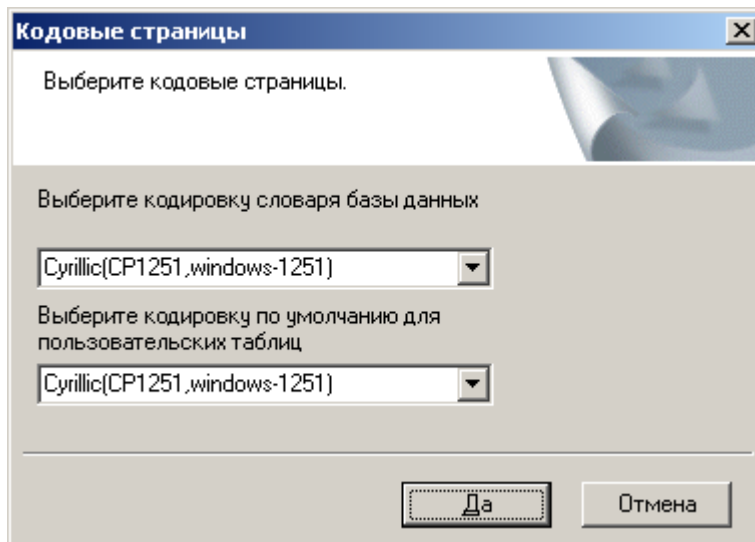 Кодовые страницы
Выберите кодовые страницы.
Выберите кодировку словаря базы данных
Cyrillic(CP1251,windows-1251)
Выберите кодировку по умолчанию для
пользовательских таблиц
Cyrillic(CP1251,windows-1251)
Да
Отмена